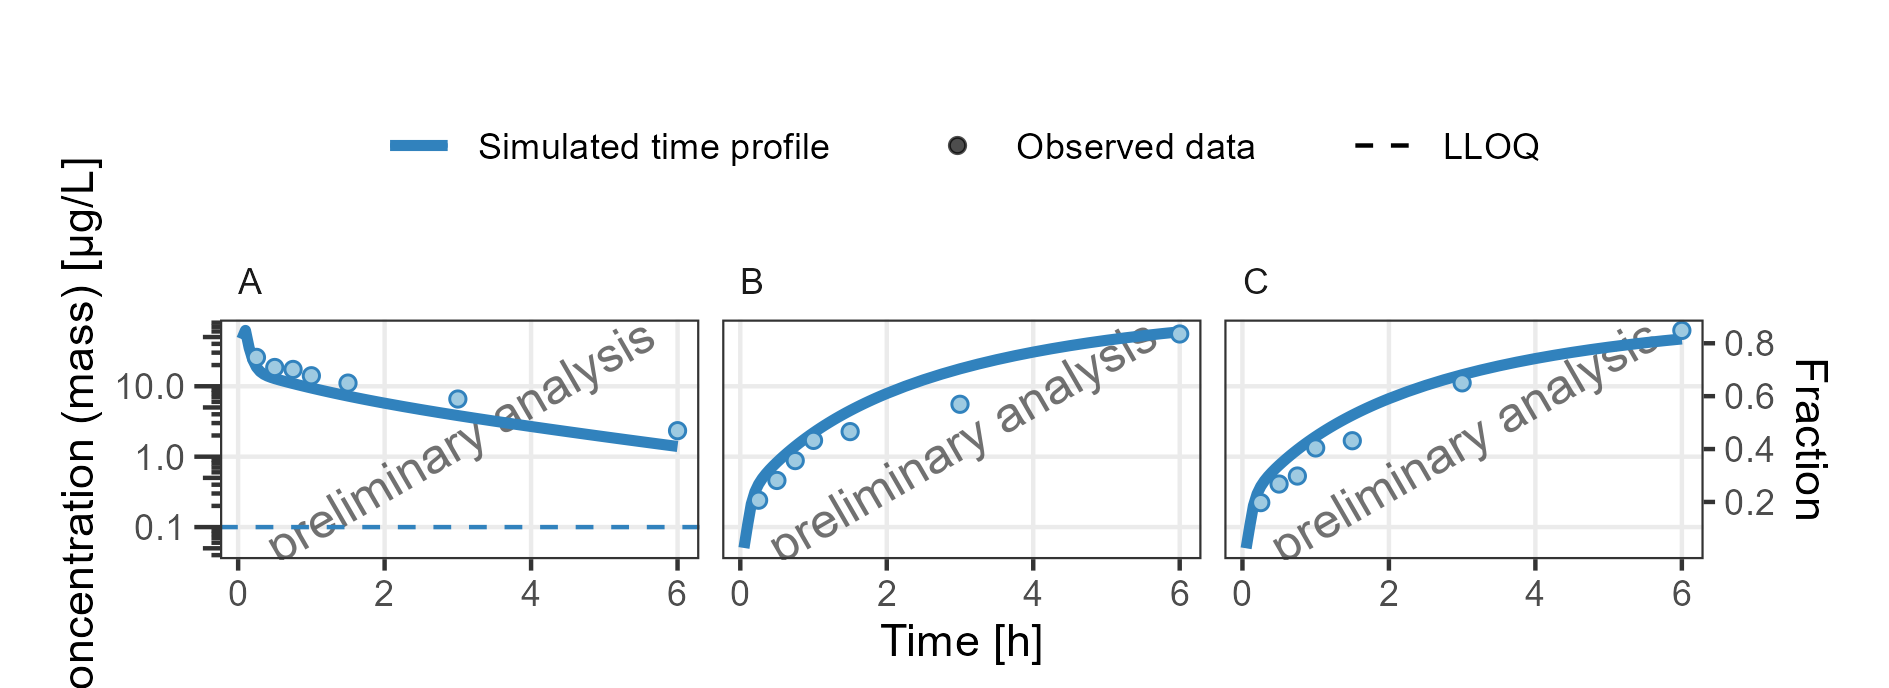 Simulated time profile
Observed data
LLOQ
oncentration (mass) [µg/L]
A
B
C
10.0
1.0
0.1
preliminary analysis
preliminary analysis
preliminary analysis
0.8
0.6
0.4
0.2
Fraction
0 2 4 6
0 2 4 6
0 2 4 6
Time [h]